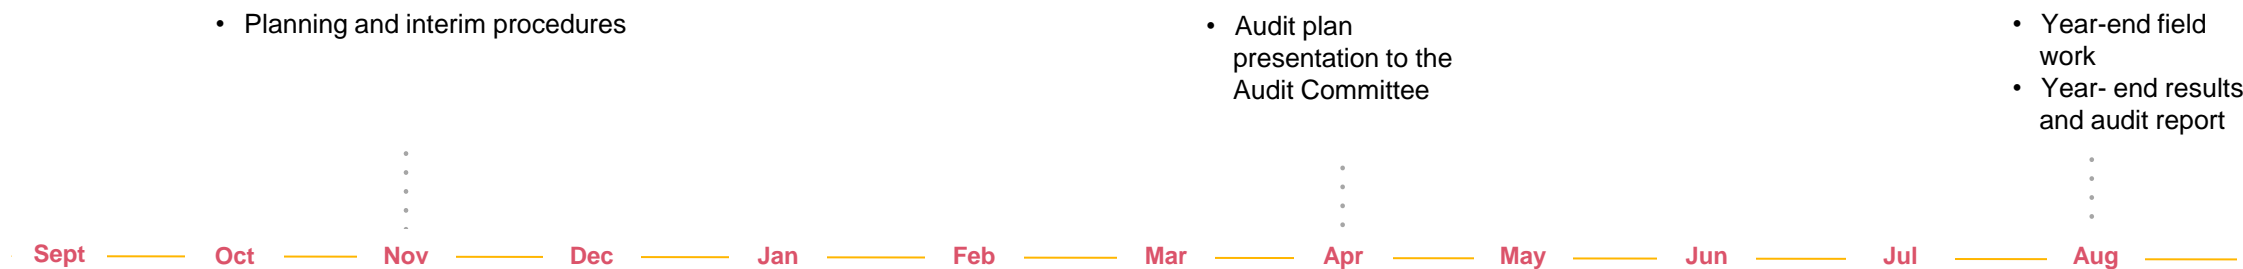 • Planning and interim procedures
• Audit plan
presentation to the
Audit Committee
• Year-end field
work
• Year- end results
and audit report
Sept Oct Nov Dec Jan Feb Mar Apr May Jun Jul Aug